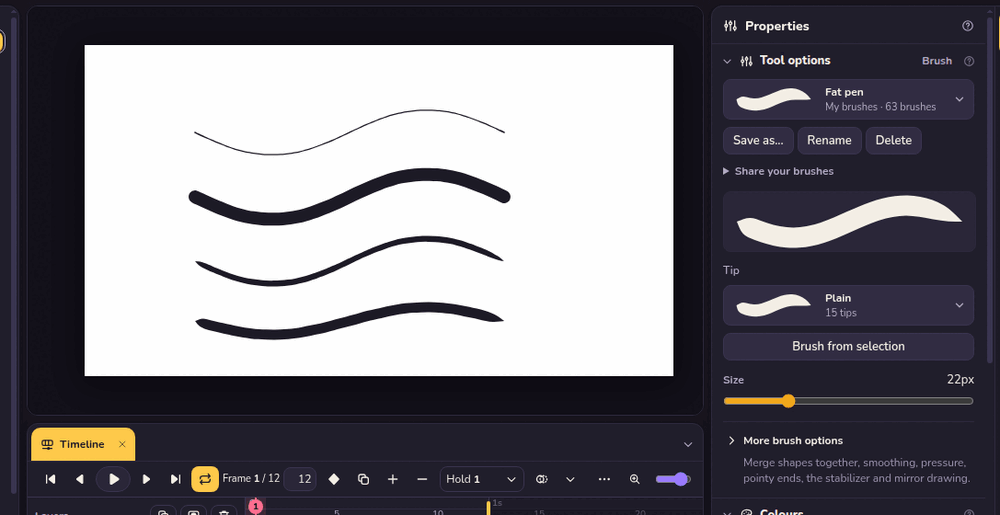 Properties
Tool options
Brush
Fat pen
My brushes · 63 brushes
Save as...
Rename
Delete
Share your brushes
Tip
Plain
15 tips
Brush from selection
Size
22px
More brush options
Merge shapes together, smoothing, pressure,
pointy ends, the stabilizer and mirror drawing.
Colours
Timeline
Frame 1 / 12
12
Hold 1
1
5
10
1s
15
20
Layers